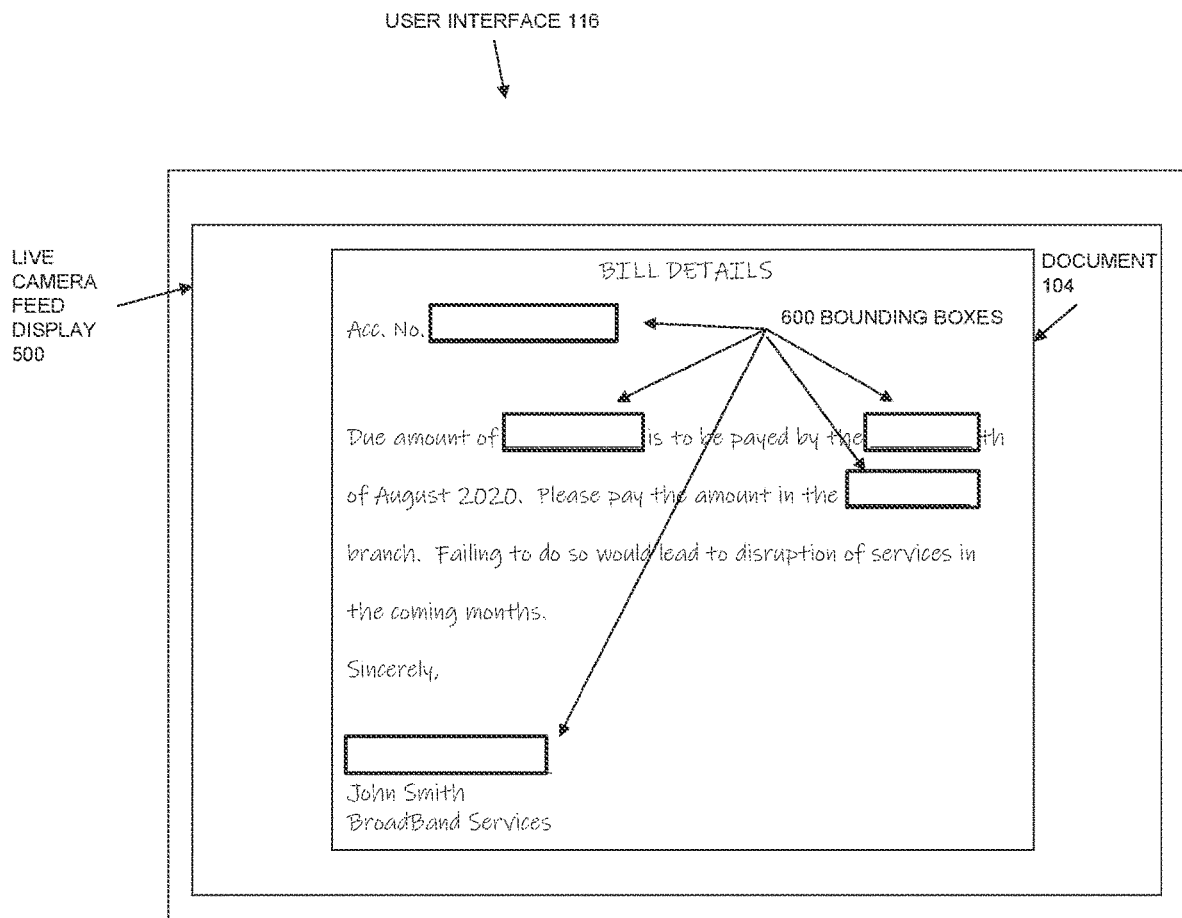 USER INTERFACE 116
LIVE
CAMERA
FEED
DISPLAY
500
DOCUMENT
104
BILL DETAILS
Acc. No.
600 BOUNDING BOXES
Due amount of is to be payed by the th
of August 2020. Please pay the amount in the
branch. Failing to do so would lead to disruption of services in
the coming months.
Sincerely,
John Smith
BroadBand Services